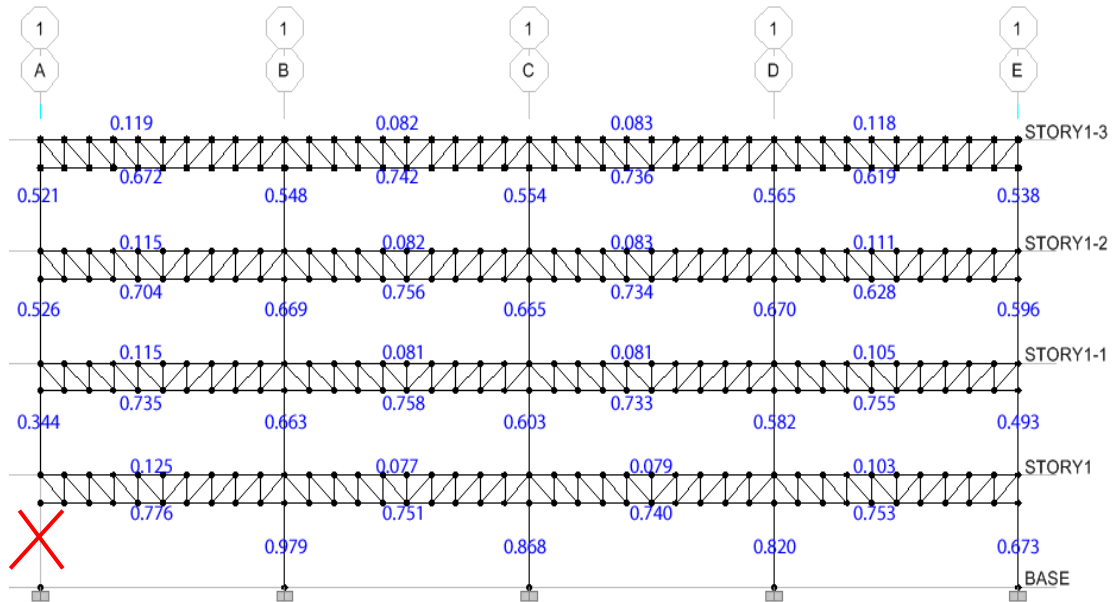 1 1 1 1 1
A B C D E
0.119 0.082 0.083 0.118
STORY1-3
0.672 0.742 0.736 0.619
0.521 0.548 0.554 0.565 0.538
0.115 0.082 0.083 0.111 STORY1-2
0.704 0.756 0.734 0.628
0.526 0.669 0.665 0.670 0.596
0.115 0.081 0.081 0.105 STORY1-1
0.735 0.758 0.733 0.755
0.344 0.663 0.603 0.582 0.493
0.125 0.077 0.079 0.103 STORY1
0.776 0.751 0.740 0.753
0.979 0.868 0.820 0.673
BASE